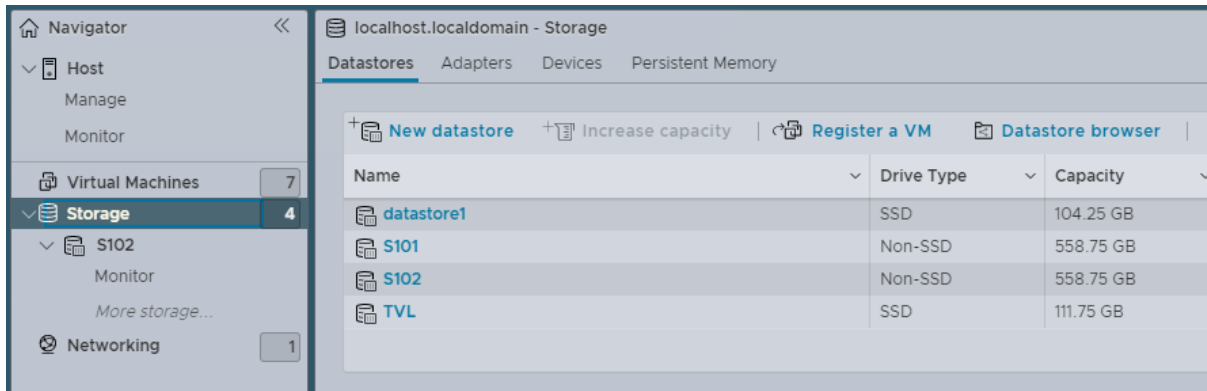 Navigator
Host
Manage
Monitor
Virtual Machines 7
Storage 4
S102
Monitor
More storage...
Networking 1
localhost.localdomain - Storage
Datastores Adapters Devices Persistent Memory
New datastore Increase capacity Register a VM Datastore browser
Name Drive Type Capacity
datastore1 SSD 104.25 GB
S101 Non-SSD 558.75 GB
S102 Non-SSD 558.75 GB
TVL SSD 111.75 GB